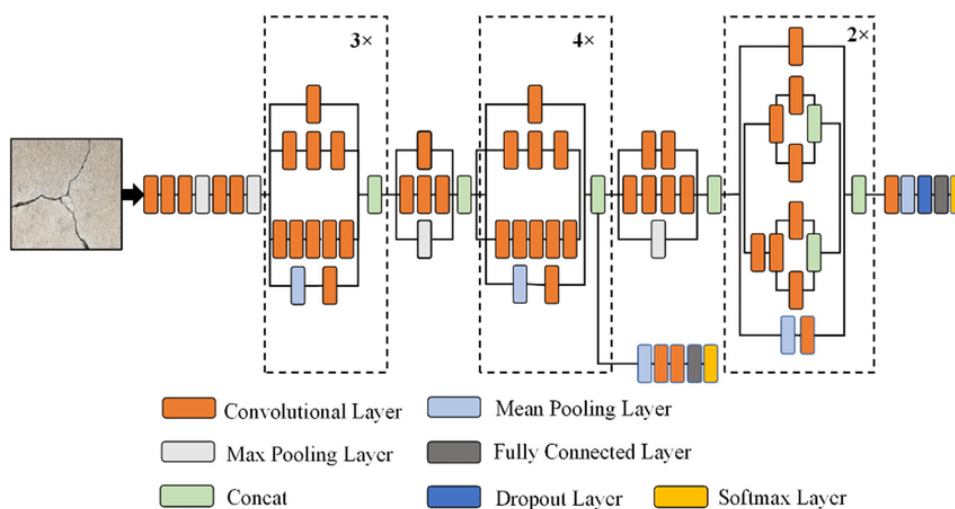 3×
4×
2×
Convolutional Layer
Mean Pooling Layer
Max Pooling Layer
Fully Connected Layer
Concat
Dropout Layer
Softmax Layer